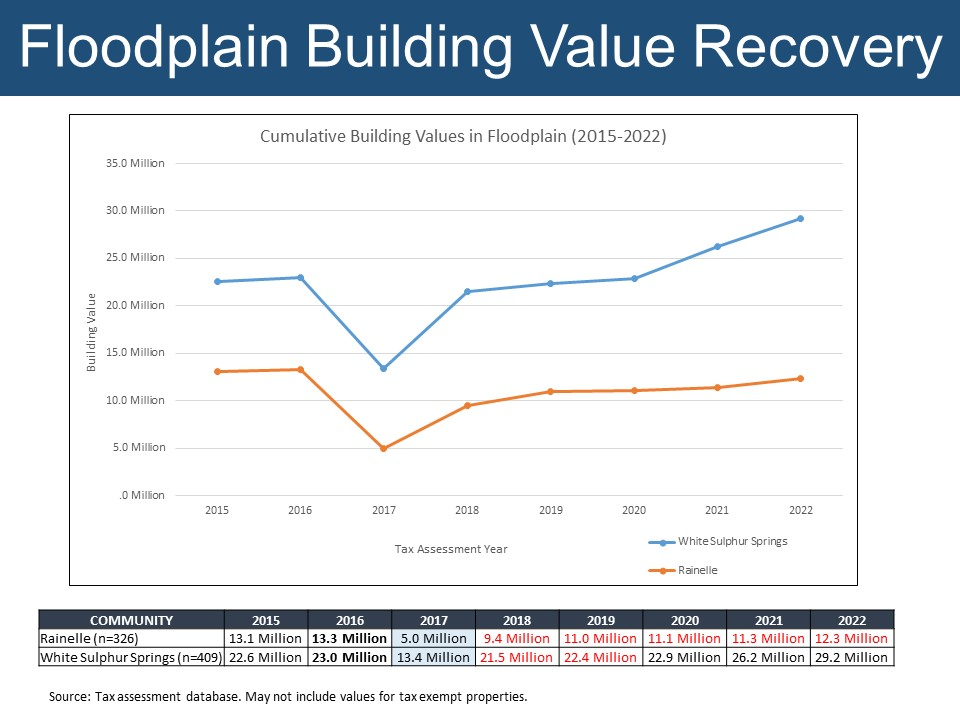 Floodplain Building Value Recovery
Cumulative Building Values in Floodplain (2015-2022)
35.0 Million
30.0 Million
25.0 Million
20.0 Million
15.0 Million
10.0 Million
5.0 Million
.0 Million
Building Value
2015 2016 2017 2018 2019 2020 2021 2022
Tax Assessment Year
White Sulphur Springs
Rainelle
COMMUNITY 2015 2016 2017 2018 2019 2020 2021 2022
Rainelle (n=326) 13.1 Million 13.3 Million 5.0 Million 9.4 Million 11.0 Million 11.1 Million 11.3 Million 12.3 Million
White Sulphur Springs (n=409) 22.6 Million 23.0 Million 13.4 Million 21.5 Million 22.4 Million 22.9 Million 26.2 Million 29.2 Million
Source: Tax assessment database. May not include values for tax exempt properties.